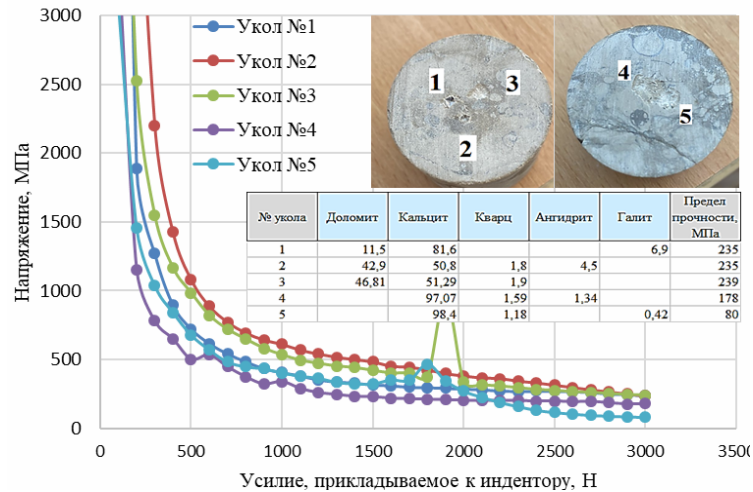 3000
2500
2000
1500
1000
500
0
Напряжение, МПа
Укол №1
Укол №2
Укол №3
Укол №4
Укол №5
1
3
2
4
5
№ укола Доломит Кальцит Кварц Ангидрит Галит Предел прочности, МПа
1 11,5 81,6 6,9 235
2 42,9 50,8 1,8 4,5 235
3 46,81 51,29 1,9 239
4 97,07 1,59 1,34 178
5 98,4 1,18 0,42 80
0 500 1000 1500 2000 2500 3000 3500
Усилие, прикладываемое к индентору, Н